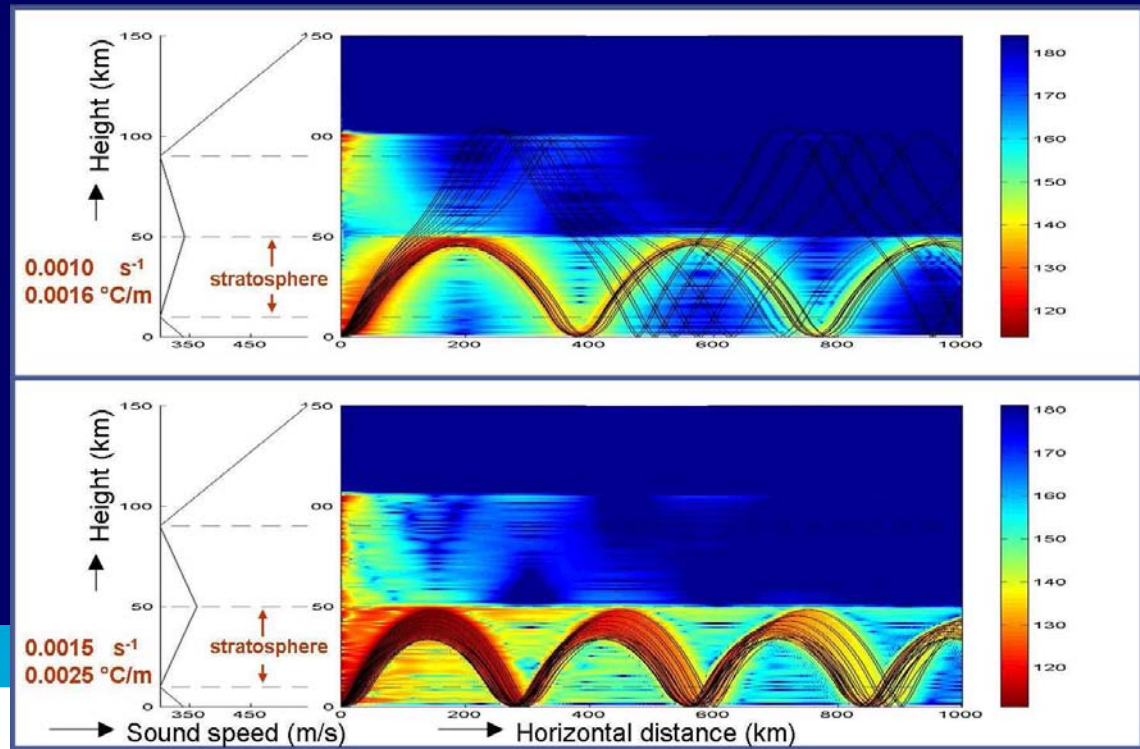 150
100
50
0
Height (km)
0.0010 s⁻¹
0.0016 °C/m
stratosphere
350 450
150
00
50
0
0 200 400 600 800 1000
180
170
160
150
140
130
120
150
100
50
0
Height (km)
0.0015 s⁻¹
0.0025 °C/m
stratosphere
350 450
150
00
50
0
0 200 400 600 800 1000
180
170
160
150
140
130
120
Sound speed (m/s) Horizontal distance (km)